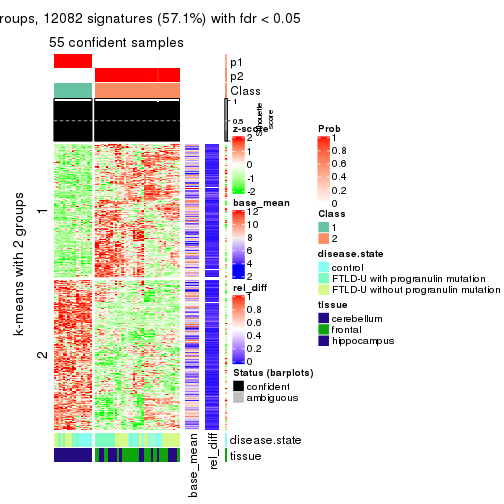 roups, 12082 signatures (57.1%) with fdr < 0.05
55 confident samples
p1
p2
Class
1
0.5
0
Silhouette
score
k-means with 2 groups
1
2
z-score
2
1
0
-1
-2
base_mean
12
10
8
6
4
2
rel_diff
1
0.8
0.6
0.4
0.2
0
Status (barplots)
confident
ambiguous
Prob
1
0.8
0.6
0.4
0.2
0
Class
1
2
disease.state
control
FTLD-U with progranulin mutation
FTLD-U without progranulin mutation
tissue
cerebellum
frontal
hippocampus
disease.state
tissue
base_mean
rel_diff